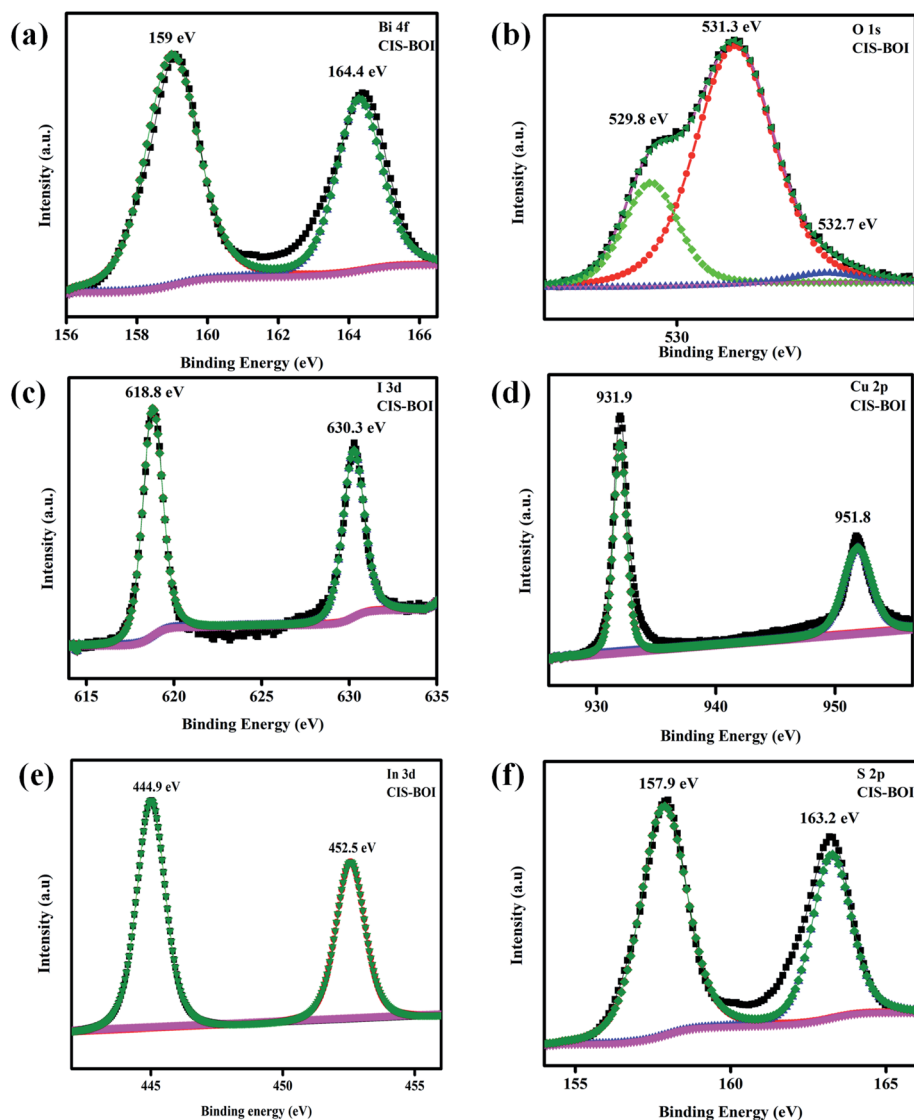 (a)
Bi 4f
CIS-BOI
159 eV
164.4 eV
Intensity (a.u.)
156 158 160 162 164 166
Binding Energy (eV)
(b)
O 1s
CIS-BOI
531.3 eV
529.8 eV
532.7 eV
Intensity (a.u.)
530
Binding Energy (eV)
(c)
I 3d
CIS-BOI
618.8 eV
630.3 eV
Intensity (a.u.)
615 620 625 630 635
Binding Energy (eV)
(d)
Cu 2p
CIS-BOI
931.9
951.8
Intensity (a.u.)
930 940 950
Binding Energy (eV)
(e)
In 3d
CIS-BOI
444.9 eV
452.5 eV
Intensity (a.u)
445 450 455
Binding energy (eV)
(f)
S 2p
CIS-BOI
157.9 eV
163.2 eV
Intensity (a.u)
155 160 165
Binding Energy (eV)